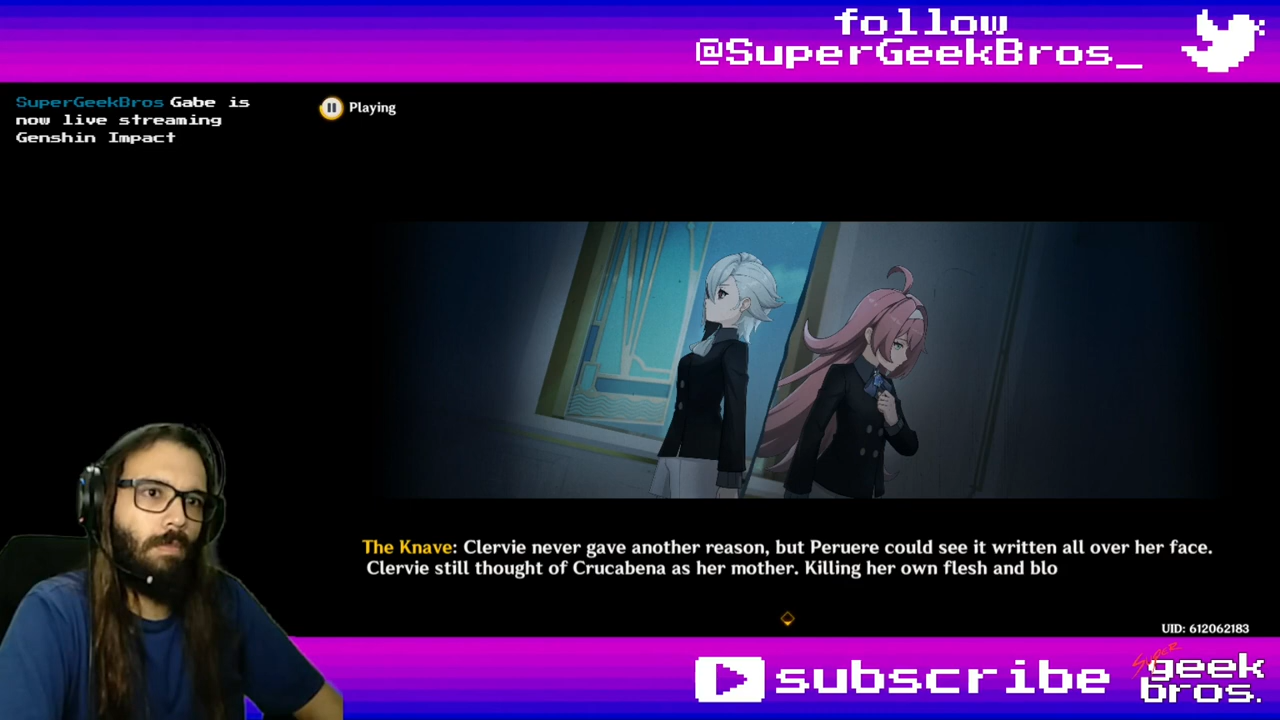 follow
@SuperGeekBros_
SuperGeekBros Gabe is
now live streaming
Genshin Impact
Playing
The Knave: Clervie never gave another reason, but Peruere could see it written all over her face.
Clervie still thought of Crucabena as her mother. Killing her own flesh and blo
UID: 612062183
subscribe
super
geek
bros.